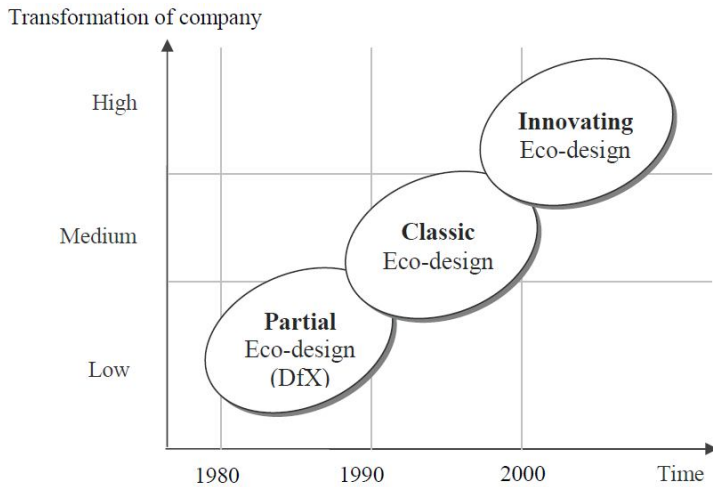 Transformation of company
High
Innovating
Eco-design
Medium
Classic
Eco-design
Partial
Eco-design
(DfX)
Low
1980
1990
2000
Time